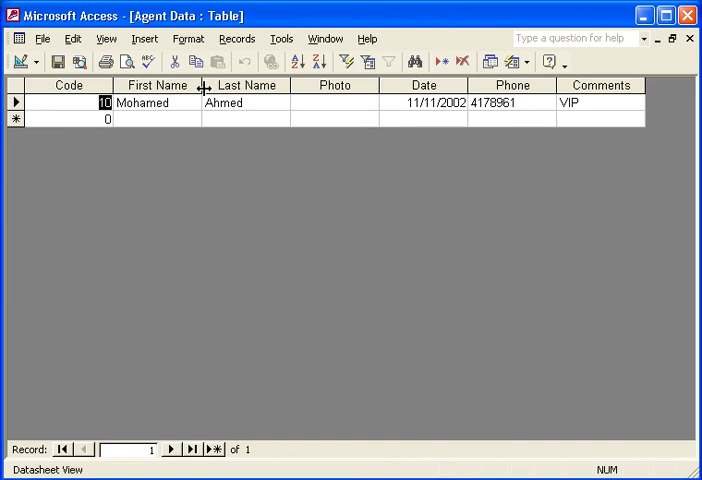 Microsoft Access - [Agent Data : Table]
File Edit View Insert Format Records Tools Window Help Type a question for help
Code First Name Last Name Photo Date Phone Comments
10 Mohamed Ahmed 11/11/2002 4178961 VIP
0
Record: 1 of 1
Datasheet View NUM